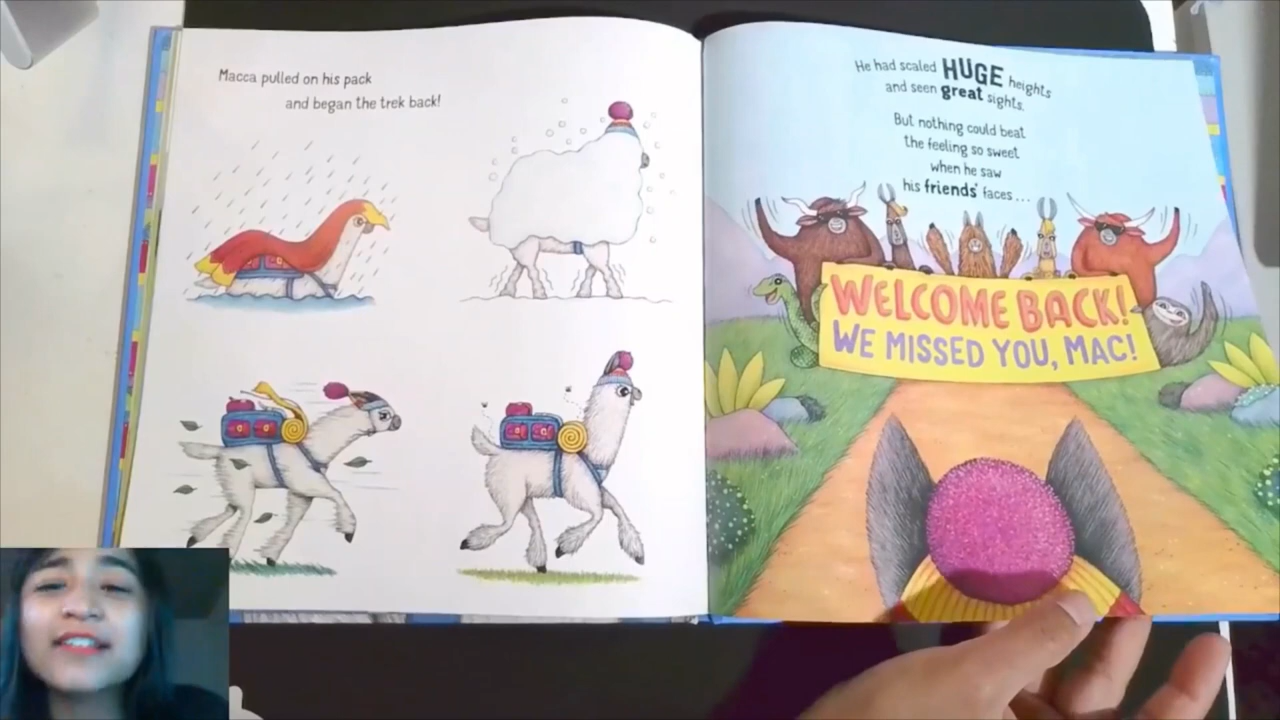 Macca pulled on his pack
and began the trek back!
He had scaled HUGE heights
and seen great sights.
But nothing could beat
the feeling so sweet
when he saw
his friends' faces ...
WELCOME BACK!
WE MISSED YOU, MAC!